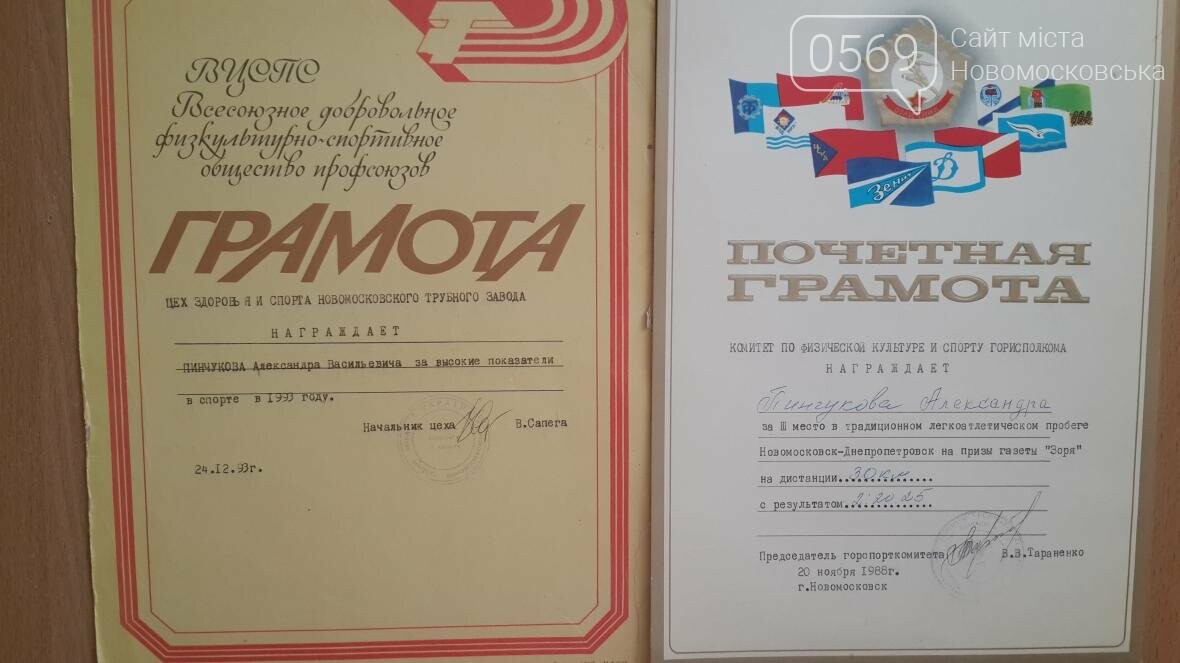 ВЦСПС
Всесоюзное добровольное
физкультурно-спортивное
общество профсоюзов
ГРАМОТА
ЦЕХ ЗДОРОВЬЯ И СПОРТА НОВОМОСКОВСКОГО ТРУБНОГО ЗАВОДА
НАГРАЖДАЕТ
ПИНЧУКОВА Александра Васильевича за высокие показатели
в спорте в 1993 году.
Начальник цеха В.Сапега
24.12.93г.
0569
Сайт міста
Новомосковська
Зенит
Д
ПОЧЕТНАЯ
ГРАМОТА
КОМИТЕТ ПО ФИЗИЧЕСКОЙ КУЛЬТУРЕ И СПОРТУ ГОРИСПОЛКОМА
НАГРАЖДАЕТ
Пинчукова Александра
за III место в традиционном легкоатлетическом пробеге
Новомосковск-Днепропетровск на призы газеты "Зоря"
на дистанции 30 км
с результатом 2:20.25
Председатель горопорткомитета В.В.Тараненко
20 ноября 1988г.
г.Новомосковск